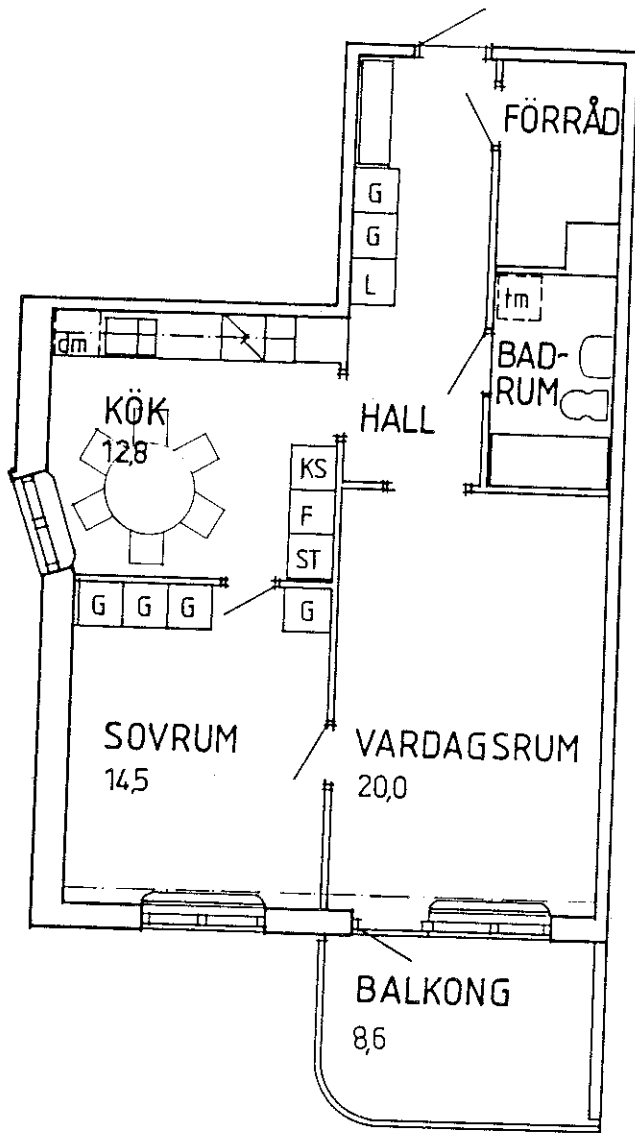 FÖRRÅD
G
G
L
tm
dm
BAD-
RUM
KÖK
12,8
HALL
KS
F
ST
G G G
G
SOVRUM
14,5
VARDAGSRUM
20,0
BALKONG
8,6